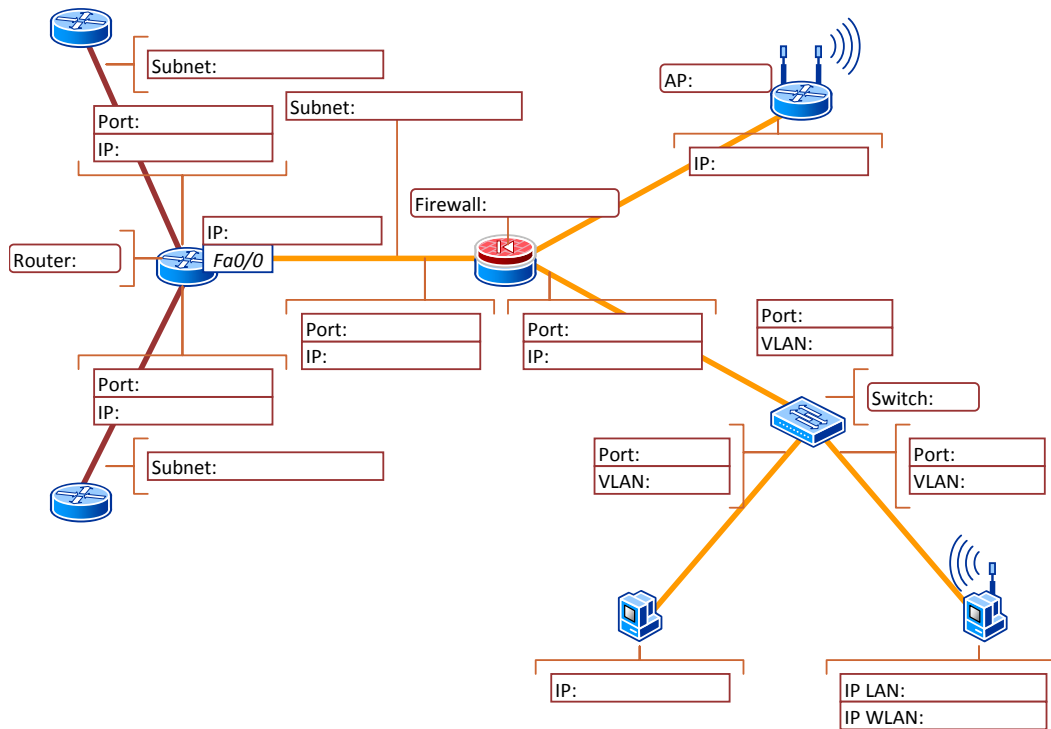 Subnet:
AP:
Subnet:
Port:
IP:
IP:
Firewall:
IP:
Router:
Fa0/0
Port:
IP:
Port:
IP:
Port:
VLAN:
Port:
IP:
Switch:
Subnet:
Port:
VLAN:
Port:
VLAN:
IP:
IP LAN:
IP WLAN: